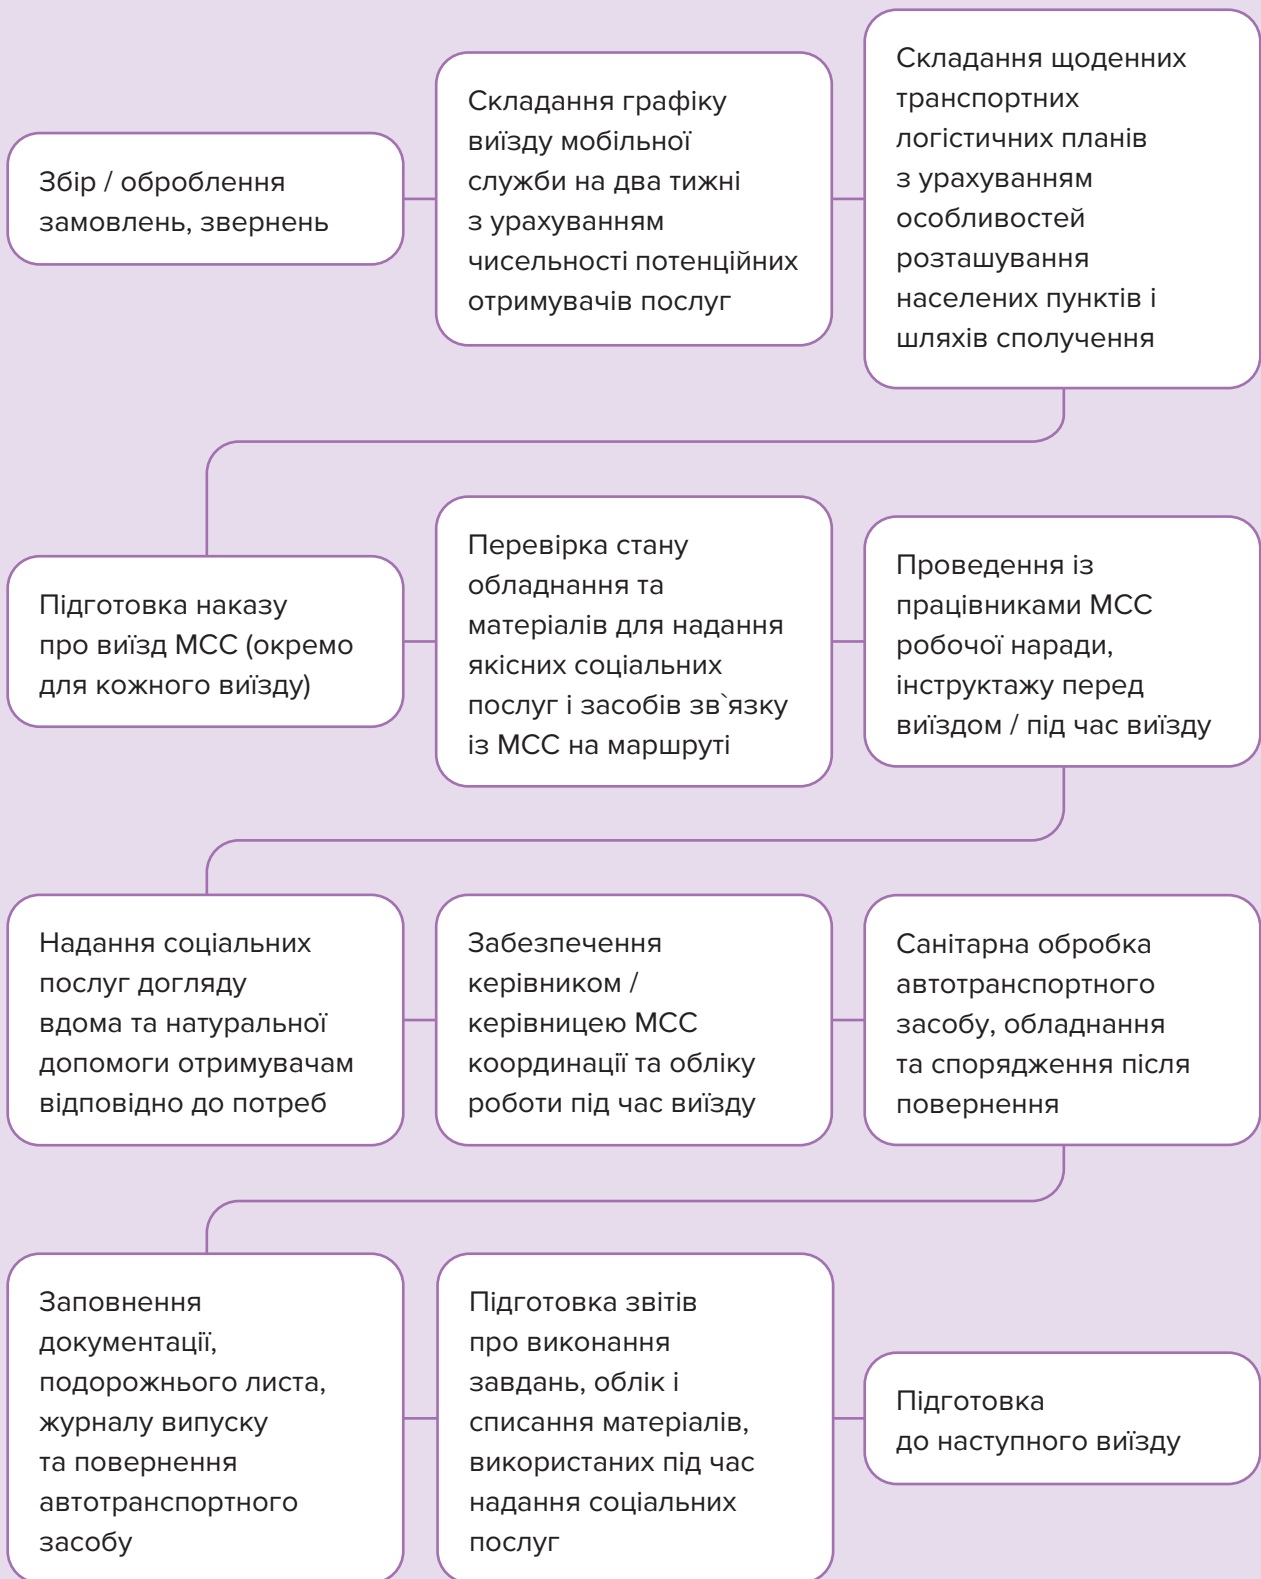 Збір / оброблення
замовлень, звернень
Складання графіку
виїзду мобільної
служби на два тижні
з урахуванням
чисельності потенційних
отримувачів послуг
Складання щоденних
транспортних
логістичних планів
з урахуванням
особливостей
розташування
населених пунктів і
шляхів сполучення
Підготовка наказу
про виїзд МСС (окремо
для кожного виїзду)
Перевірка стану
обладнання та
матеріалів для надання
якісних соціальних
послуг і засобів зв`язку
із МСС на маршруті
Проведення із
працівниками МСС
робочої наради,
інструктажу перед
виїздом / під час виїзду
Надання соціальних
послуг догляду
вдома та натуральної
допомоги отримувачам
відповідно до потреб
Забезпечення
керівником /
керівницею МСС
координації та обліку
роботи під час виїзду
Санітарна обробка
автотранспортного
засобу, обладнання
та спорядження після
повернення
Заповнення
документації,
подорожнього листа,
журналу випуску
та повернення
автотранспортного
засобу
Підготовка звітів
про виконання
завдань, облік і
списання матеріалів,
використаних під час
надання соціальних
послуг
Підготовка
до наступного виїзду